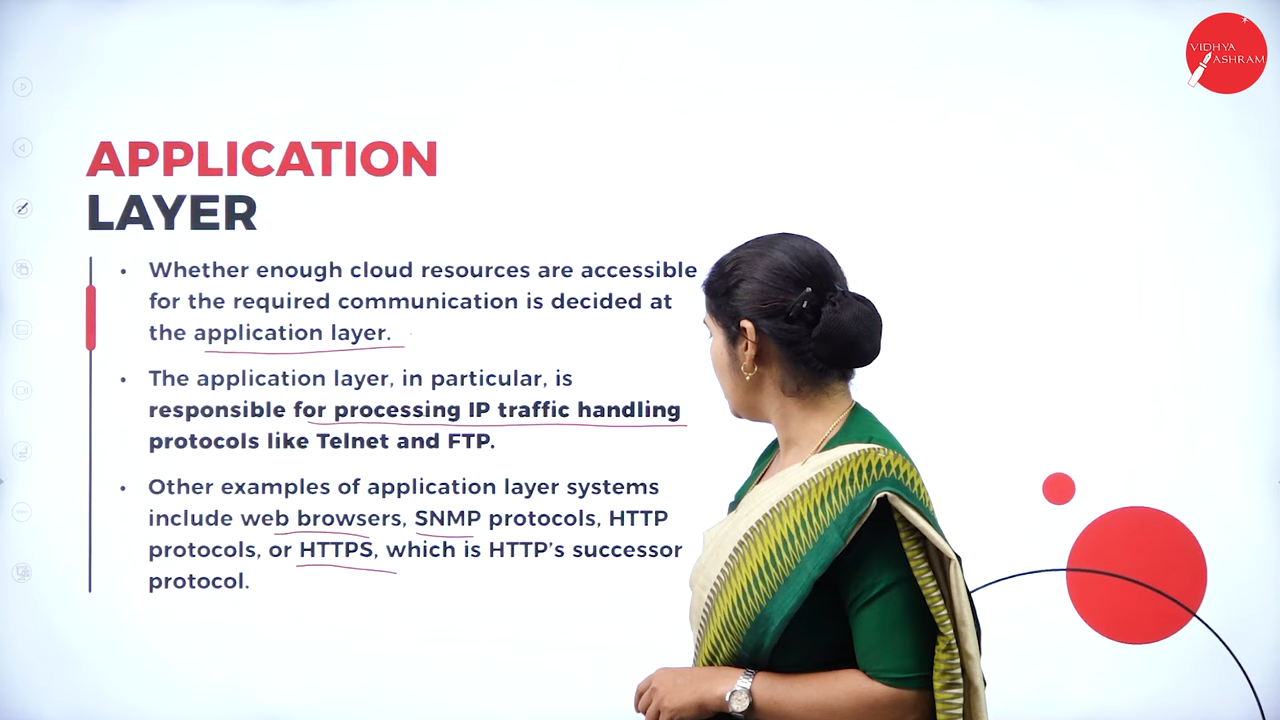 VIDHYA
ASHRAM
APPLICATION
LAYER
• Whether enough cloud resources are accessible
for the required communication is decided at
the application layer.
• The application layer, in particular, is
responsible for processing IP traffic handling
protocols like Telnet and FTP.
• Other examples of application layer systems
include web browsers, SNMP protocols, HTTP
protocols, or HTTPS, which is HTTP's successor
protocol.